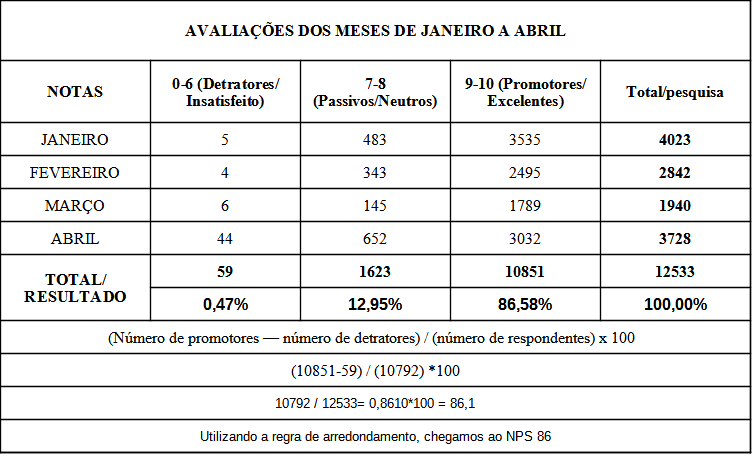 AVALIAÇÕES DOS MESES DE JANEIRO A ABRIL
NOTAS 0-6 (Detratores/ Insatisfeito) 7-8 (Passivos/Neutros) 9-10 (Promotores/ Excelentes) Total/pesquisa
JANEIRO 5 483 3535 4023
FEVEREIRO 4 343 2495 2842
MARÇO 6 145 1789 1940
ABRIL 44 652 3032 3728
TOTAL/ RESULTADO 59 1623 10851 12533
0,47% 12,95% 86,58% 100,00%
(Número de promotores — número de detratores) / (número de respondentes) x 100
(10851-59) / (10792) *100
10792 / 12533= 0,8610*100 = 86,1
Utilizando a regra de arredondamento, chegamos ao NPS 86